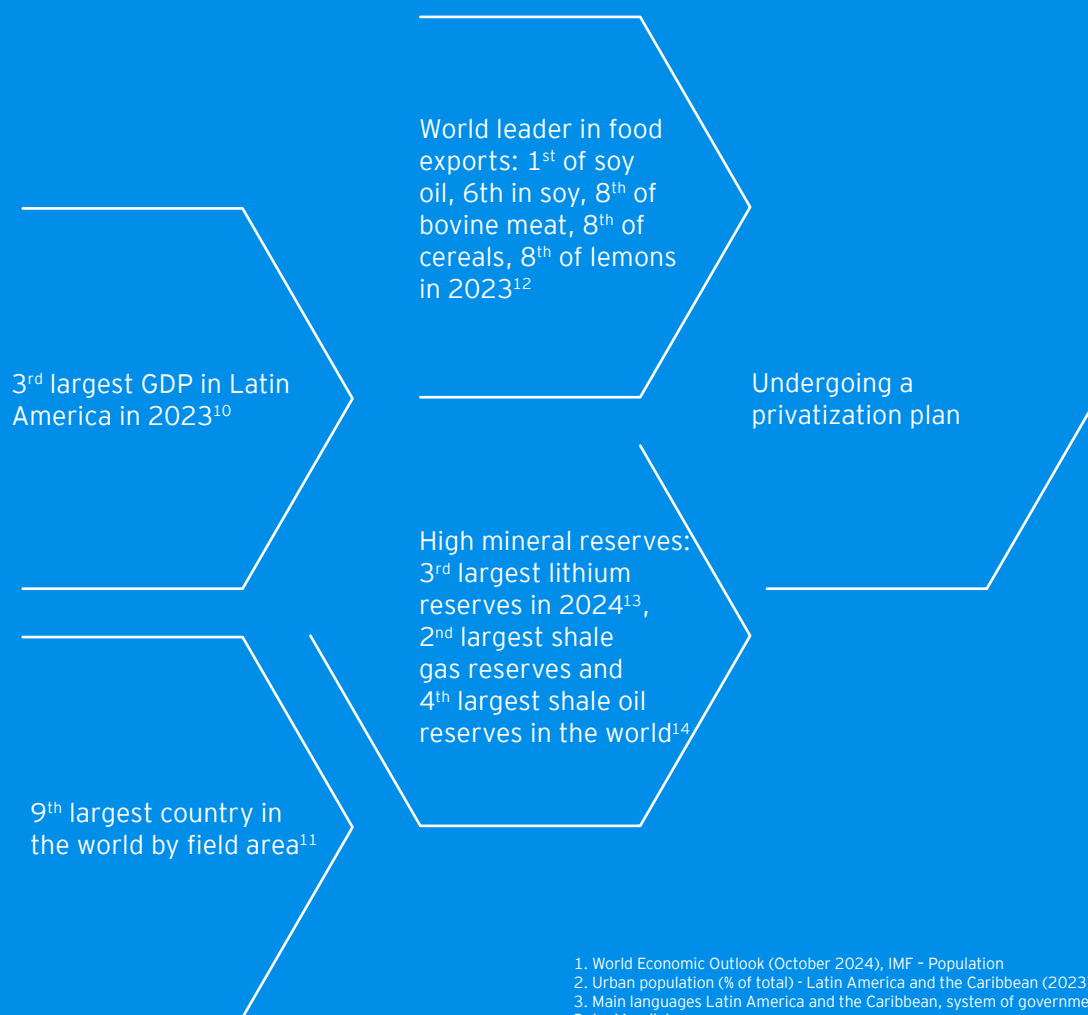 World leader in food
exports: 1st of soy
oil, 6th in soy, 8th of
bovine meat, 8th of
cereals, 8th of lemons
in 2023¹²
3rd largest GDP in Latin
America in 2023¹⁰
Undergoing a
privatization plan
High mineral reserves:
3rd largest lithium
reserves in 2024¹³,
2nd largest shale
gas reserves and
4th largest shale oil
reserves in the world¹⁴
9th largest country in
the world by field area¹¹
1. World Economic Outlook (October 2024), IMF – Population
2. Urban population (% of total) - Latin America and the Caribbean (2023
3. Main languages Latin America and the Caribbean, system of governme